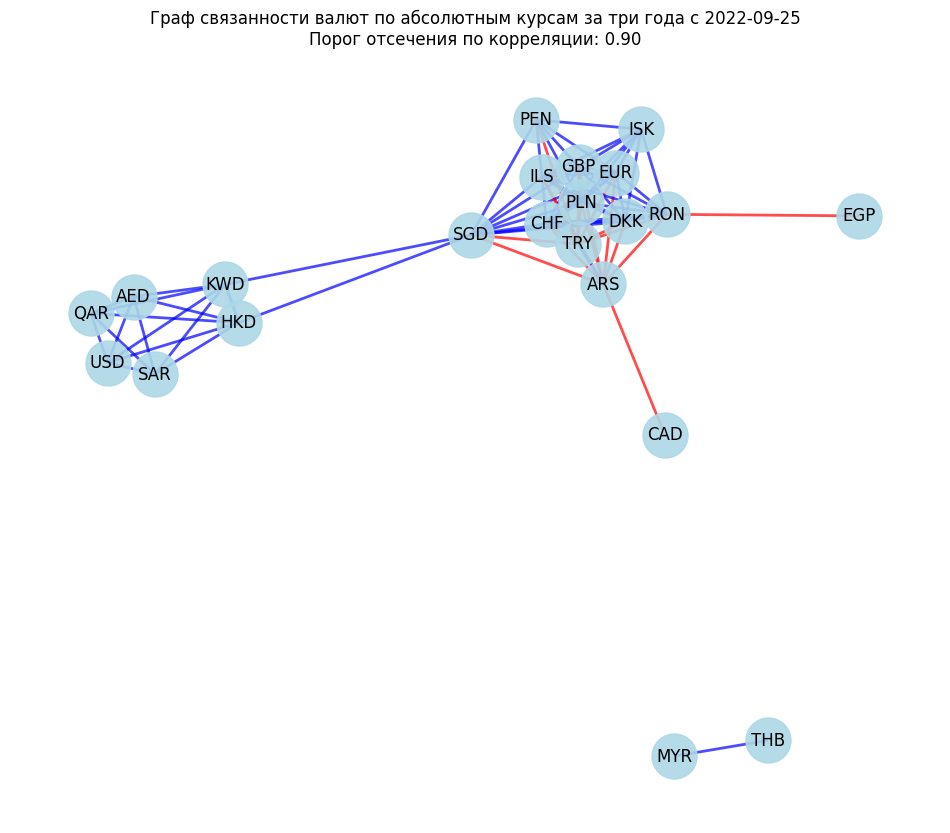 Граф связанности валют по абсолютным курсам за три года с 2022-09-25
Порог отсечения по корреляции: 0.90
PEN
ISK
GBP
EUR
ILS
PLN
CHF
DKK
RON
EGP
SGD
TRY
ARS
KWD
AED
QAR
HKD
USD
SAR
CAD
THB
MYR